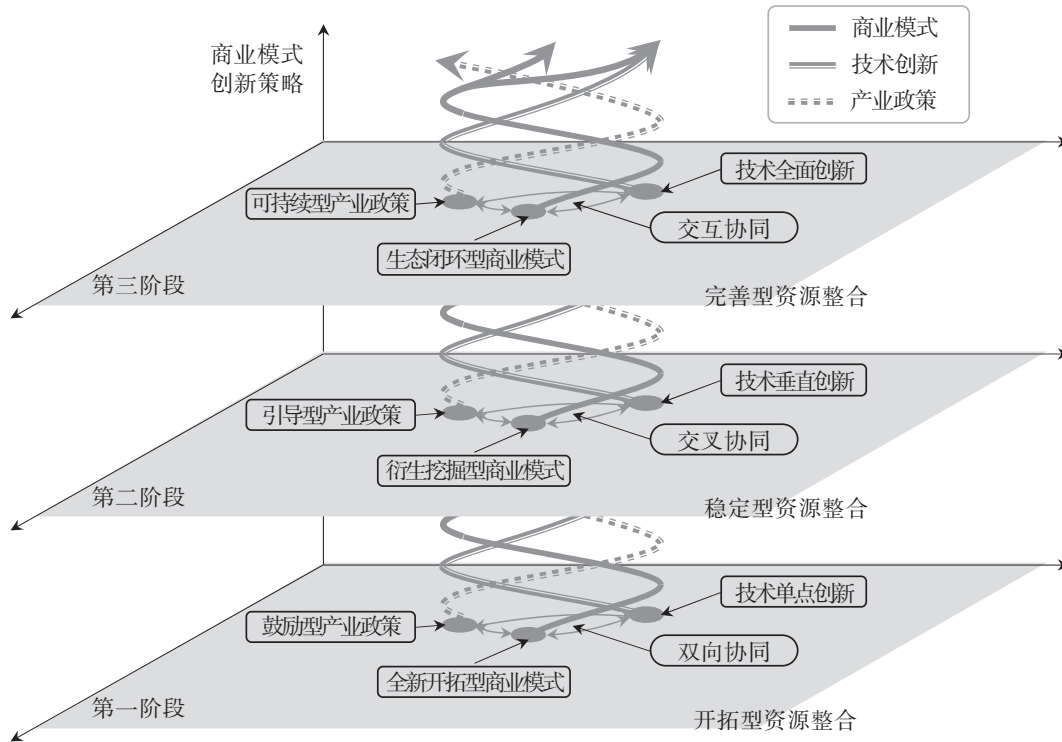 商业模式
创新策略
商业模式
技术创新
产业政策
技术全面创新
可持续型产业政策
交互协同
生态闭环型商业模式
第三阶段
完善型资源整合
技术垂直创新
引导型产业政策
交叉协同
衍生挖掘型商业模式
第二阶段
稳定型资源整合
技术单点创新
鼓励型产业政策
双向协同
全新开拓型商业模式
第一阶段
开拓型资源整合